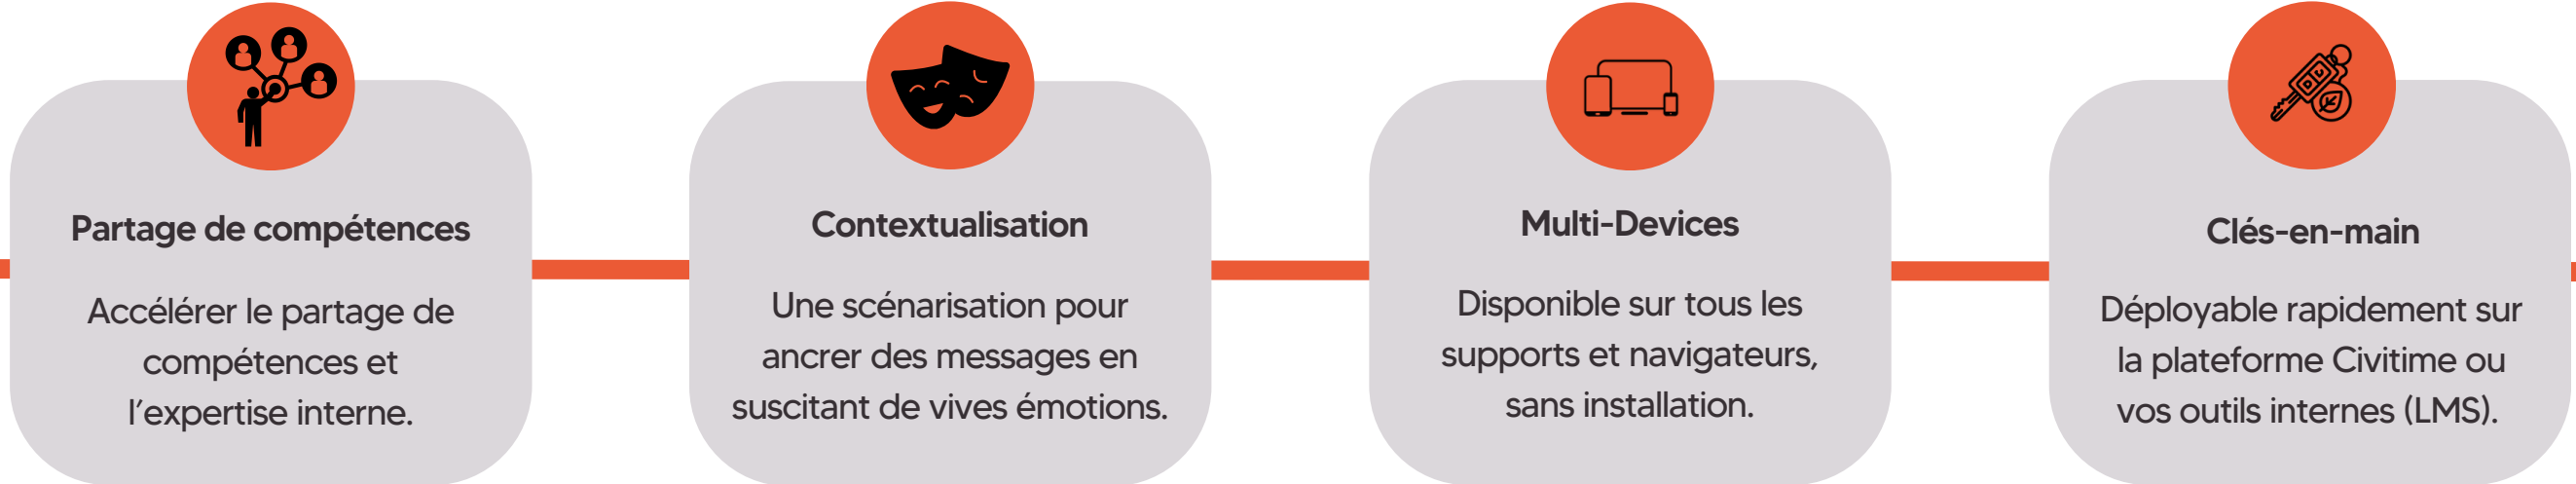 Partage de compétences
Accélérer le partage de
compétences et
l'expertise interne.
Contextualisation
Une scénarisation pour
ancrer des messages en
suscitant de vives émotions.
Multi-Devices
Disponible sur tous les
supports et navigateurs,
sans installation.
Clés-en-main
Déployable rapidement sur
la plateforme Civitime ou
vos outils internes (LMS).